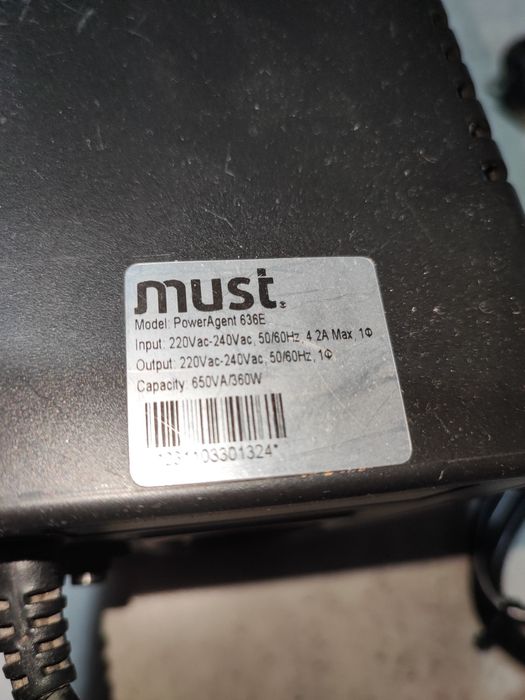 must®
Model: PowerAgent 636E
Input: 220Vac-240Vac, 50/60Hz, 4.2A Max, 1Φ
Output: 220Vac-240Vac, 50/60Hz, 1Φ
Capacity: 650VA/360W